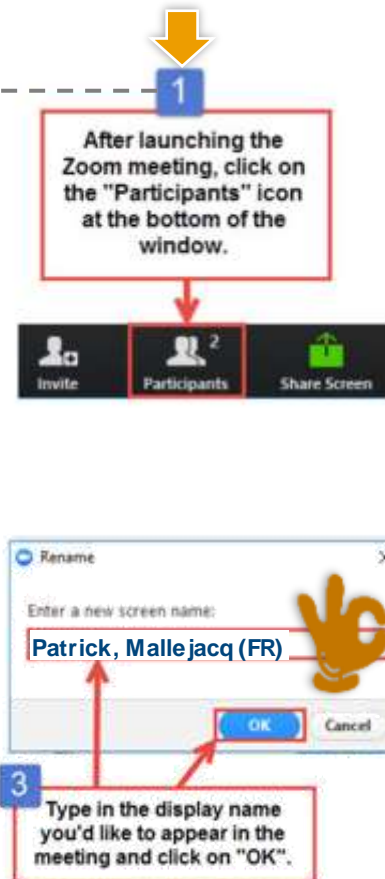 1
After launching the
Zoom meeting, click on
the "Participants" icon
at the bottom of the
window.
2
Invite Participants Share Screen
Rename
Enter a new screen name:
Patrick, Mallejacq (FR)
OK Cancel
3
Type in the display name
you'd like to appear in the
meeting and click on "OK".